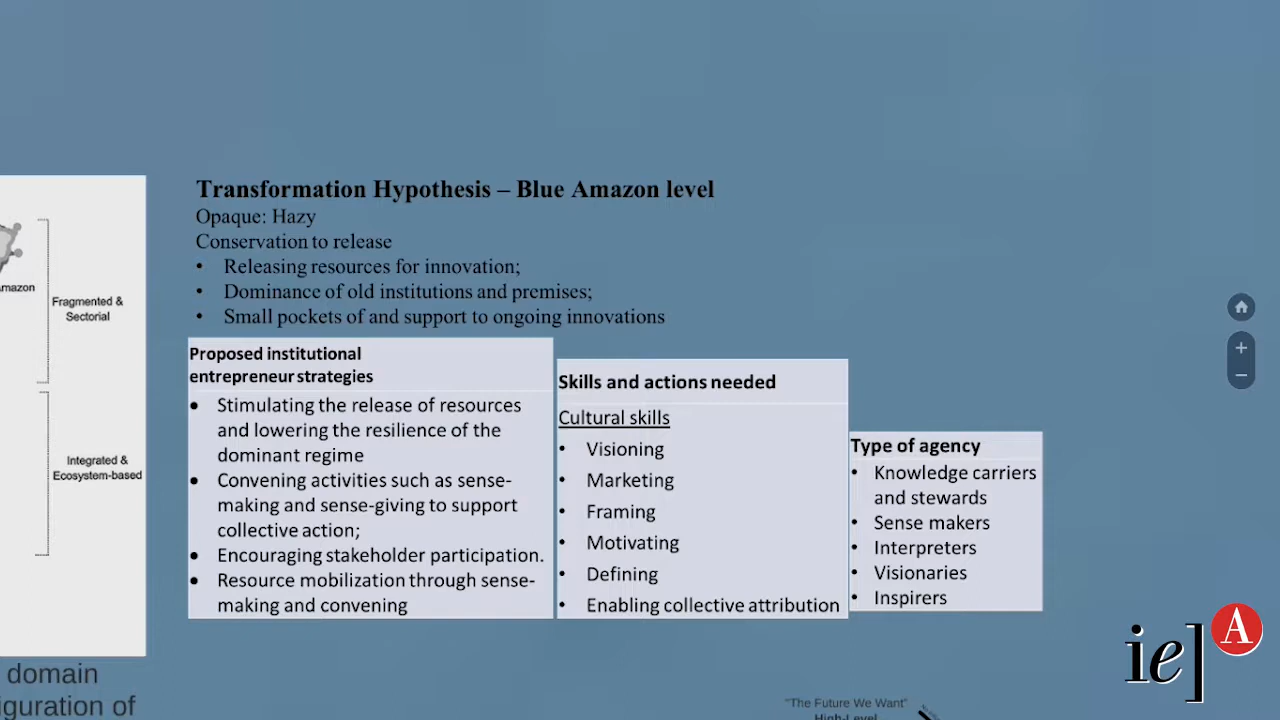 Transformation Hypothesis – Blue Amazon level
Opaque: Hazy
Conservation to release
• Releasing resources for innovation;
• Dominance of old institutions and premises;
• Small pockets of and support to ongoing innovations
Fragmented &
Sectorial
Integrated &
Ecosystem-based
Proposed institutional
entrepreneur strategies
• Stimulating the release of resources
and lowering the resilience of the
dominant regime
• Convening activities such as sense-
making and sense-giving to support
collective action;
• Encouraging stakeholder participation.
• Resource mobilization through sense-
making and convening
Skills and actions needed
Cultural skills
• Visioning
• Marketing
• Framing
• Motivating
• Defining
• Enabling collective attribution
Type of agency
• Knowledge carriers
and stewards
• Sense makers
• Interpreters
• Visionaries
• Inspirers
domain
iguration of
"The Future We Want"
High-Level
ie] A